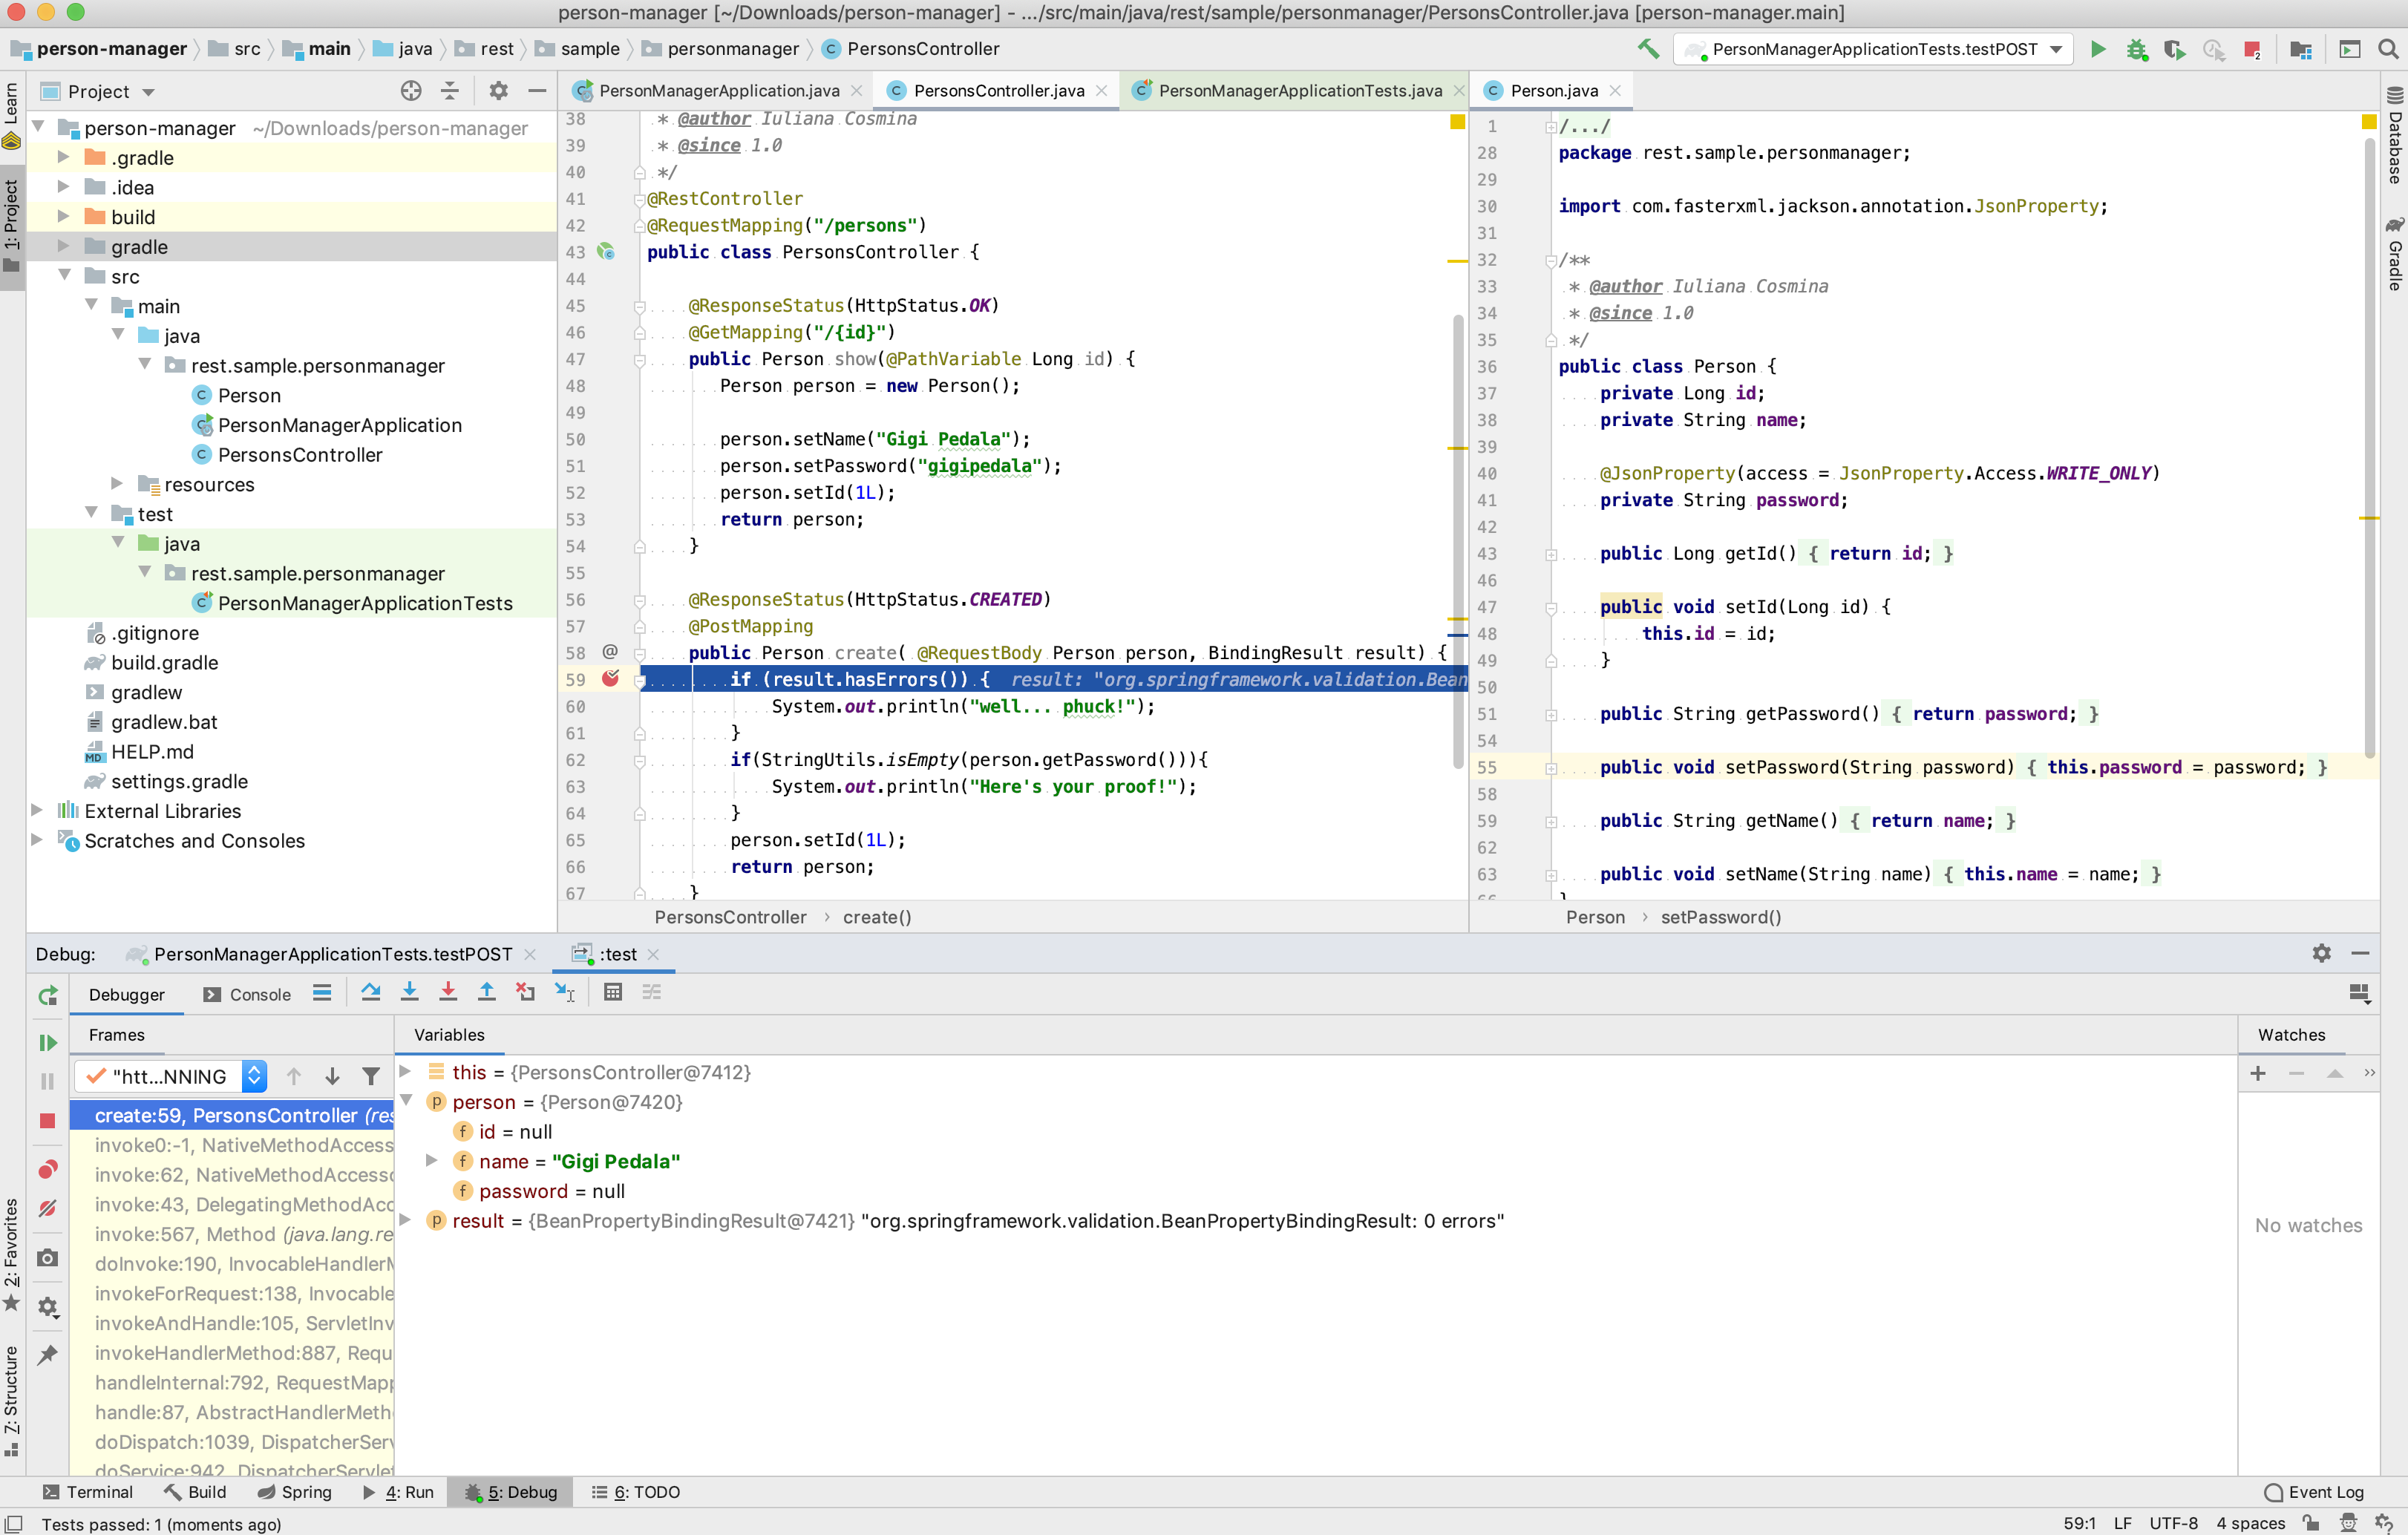 person-manager [~/Downloads/person-manager] - .../src/main/java/rest/sample/personmanager/PersonsController.java [person-manager.main]
person-manager src main java rest sample personmanager PersonsController
PersonManagerApplicationTests.testPOST
Learn
1: Project
2: Favorites
7: Structure
Project
person-manager ~/Downloads/person-manager
.gradle
.idea
build
gradle
src
main
java
rest.sample.personmanager
Person
PersonManagerApplication
PersonsController
resources
test
java
rest.sample.personmanager
PersonManagerApplicationTests
.gitignore
build.gradle
gradlew
gradlew.bat
HELP.md
settings.gradle
External Libraries
Scratches and Consoles
PersonManagerApplication.java PersonsController.java PersonManagerApplicationTests.java
38 * @author Iuliana Cosmina
39 * @since 1.0
40 */
41 @RestController
42 @RequestMapping("/persons")
43 public class PersonsController {
44
45 @ResponseStatus(HttpStatus.OK)
46 @GetMapping("/{id}")
47 public Person show(@PathVariable Long id) {
48 Person person = new Person();
49
50 person.setName("Gigi Pedala");
51 person.setPassword("gigipedala");
52 person.setId(1L);
53 return person;
54 }
55
56 @ResponseStatus(HttpStatus.CREATED)
57 @PostMapping
58 @ public Person create( @RequestBody Person person, BindingResult result) {
59 if (result.hasErrors()) { result: "org.springframework.validation.Bean
60 System.out.println("well... phuck!");
61 }
62 if(StringUtils.isEmpty(person.getPassword())){
63 System.out.println("Here's your proof!");
64 }
65 person.setId(1L);
66 return person;
67 }
PersonsController › create()
Person.java
1 /.../
28 package rest.sample.personmanager;
29
30 import com.fasterxml.jackson.annotation.JsonProperty;
31
32 /**
33 * @author Iuliana Cosmina
34 * @since 1.0
35 */
36 public class Person {
37 private Long id;
38 private String name;
39
40 @JsonProperty(access = JsonProperty.Access.WRITE_ONLY)
41 private String password;
42
43 public Long getId() { return id; }
46
47 public void setId(Long id) {
48 this.id = id;
49 }
50
51 public String getPassword() { return password; }
54
55 public void setPassword(String password) { this.password = password; }
58
59 public String getName() { return name; }
62
63 public void setName(String name) { this.name = name; }
66 }
Person › setPassword()
Database
Gradle
Debug: PersonManagerApplicationTests.testPOST :test
Debugger Console
Frames
"htt...NNING
create:59, PersonsController (res
invoke0:-1, NativeMethodAccess
invoke:62, NativeMethodAccesso
invoke:43, DelegatingMethodAcc
invoke:567, Method (java.lang.re
doInvoke:190, InvocableHandlerM
invokeForRequest:138, Invocable
invokeAndHandle:105, ServletInv
invokeHandlerMethod:887, Requ
handleInternal:792, RequestMapp
handle:87, AbstractHandlerMetho
doDispatch:1039, DispatcherServ
doService:942, DispatcherServlet
Variables
this = {PersonsController@7412}
person = {Person@7420}
id = null
name = "Gigi Pedala"
password = null
result = {BeanPropertyBindingResult@7421} "org.springframework.validation.BeanPropertyBindingResult: 0 errors"
Watches
No watches
Terminal Build Spring 4: Run 5: Debug 6: TODO Event Log
Tests passed: 1 (moments ago) 59:1 LF UTF-8 4 spaces